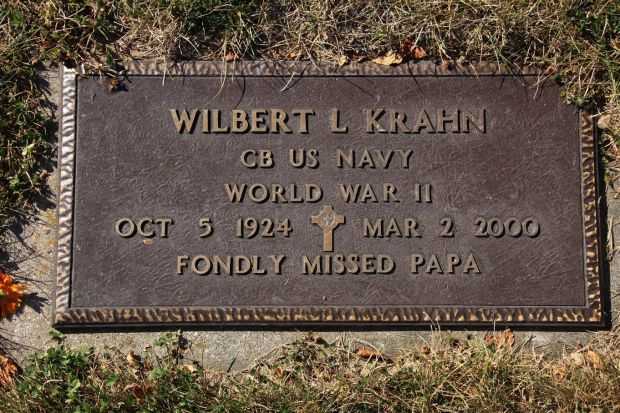 WILBERT L KRAHN
CB US NAVY
WORLD WAR II
OCT 5 1924 MAR 2 2000
FONDLY MISSED PAPA